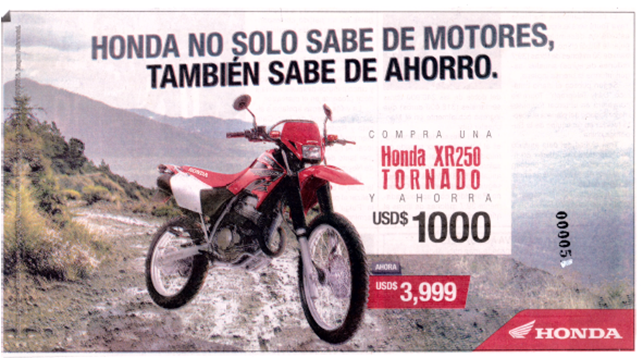 HONDA NO SOLO SABE DE MOTORES,
TAMBIÉN SABE DE AHORRO.
COMPRA UNA
Honda XR250
TORNADO
Y AHORRA
USD$ 1000
AHORA
USD$ 3,999
00005
HONDA